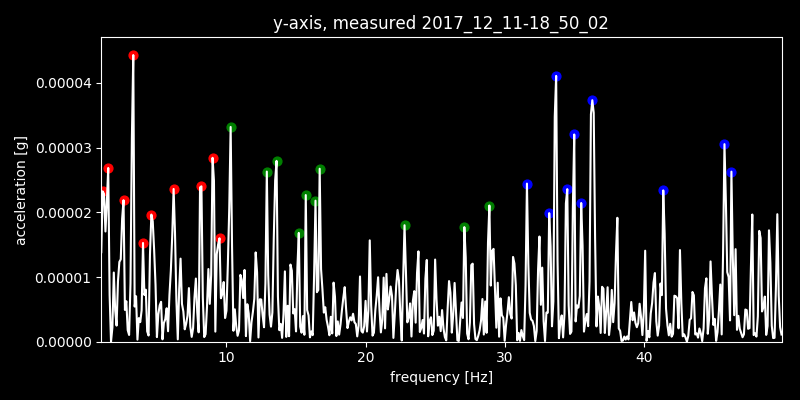 y-axis, measured 2017_12_11-18_50_02
0.00004
0.00003
0.00002
0.00001
0.00000
acceleration [g]
10 20 30 40
frequency [Hz]